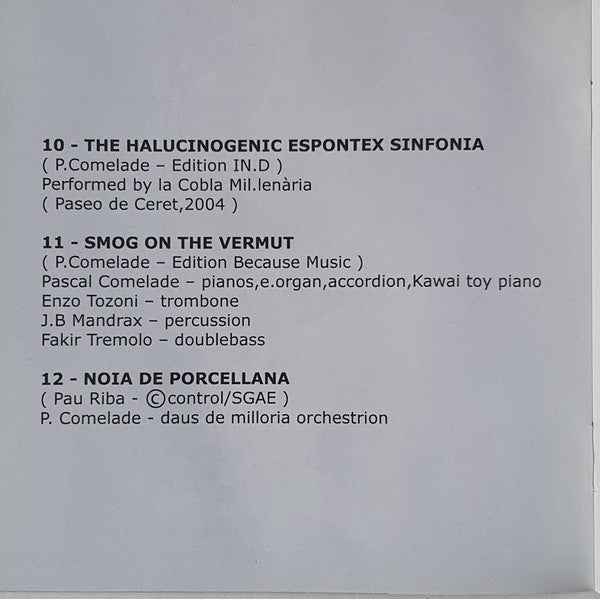 10 - THE HALUCINOGENIC ESPONTEX SINFONIA
( P.Comelade – Edition IN.D )
Performed by la Cobla Mil.lenària
( Paseo de Ceret,2004 )
11 - SMOG ON THE VERMUT
( P.Comelade – Edition Because Music )
Pascal Comelade – pianos,e.organ,accordion,Kawai toy piano
Enzo Tozoni – trombone
J.B Mandrax – percussion
Fakir Tremolo – doublebass
12 - NOIA DE PORCELLANA
( Pau Riba - ©control/SGAE )
P. Comelade - daus de milloria orchestrion